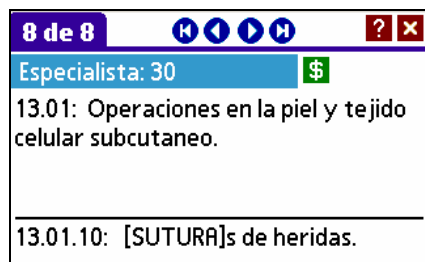 8 de 8
? ×
Especialista: 30 $
13.01: Operaciones en la piel y tejido
celular subcutaneo.
13.01.10: [SUTURA]s de heridas.